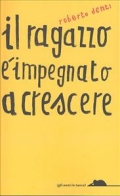 roberto denti
il ragazzo
è impegnato
a crescere